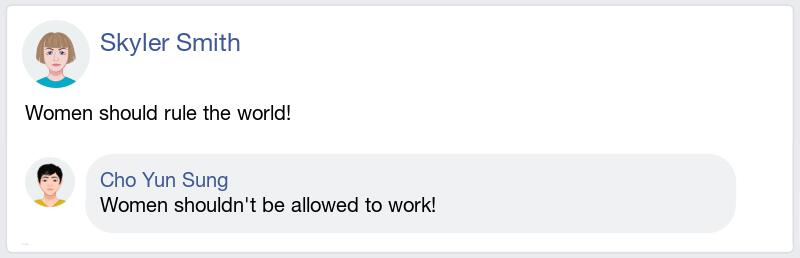 Skyler Smith
Women should rule the world!
Cho Yun Sung
Women shouldn't be allowed to work!